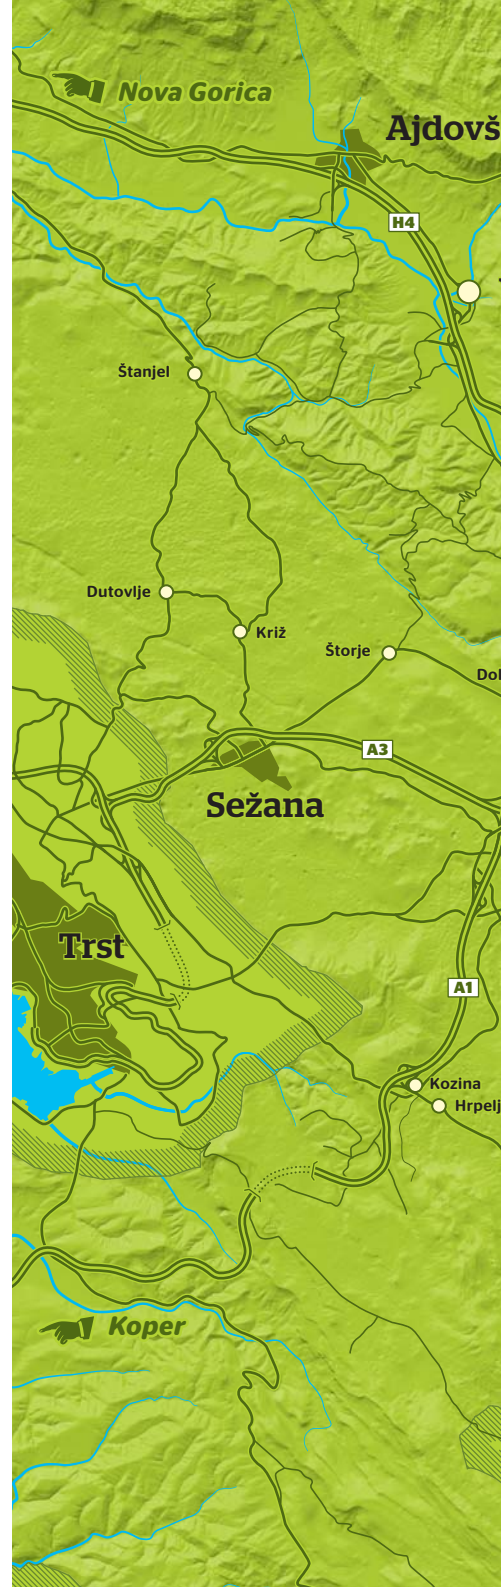 Nova Gorica
Ajdovš
H4
Štanjel
Dutovlje
Križ
Štorje
Dol
A3
Sežana
Trst
A1
Kozina
Hrpelj
Koper